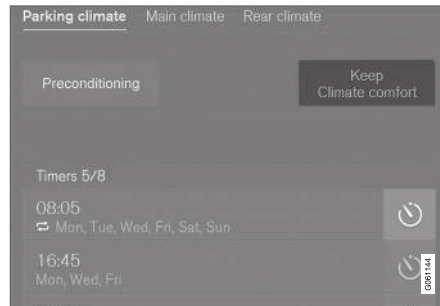 Parking climate Main climate Rear climate
Preconditioning
Keep
Climate comfort
Timers 5/8
08:05
Mon, Tue, Wed, Fri, Sat, Sun
16:45
Mon, Wed, Fri
G061144